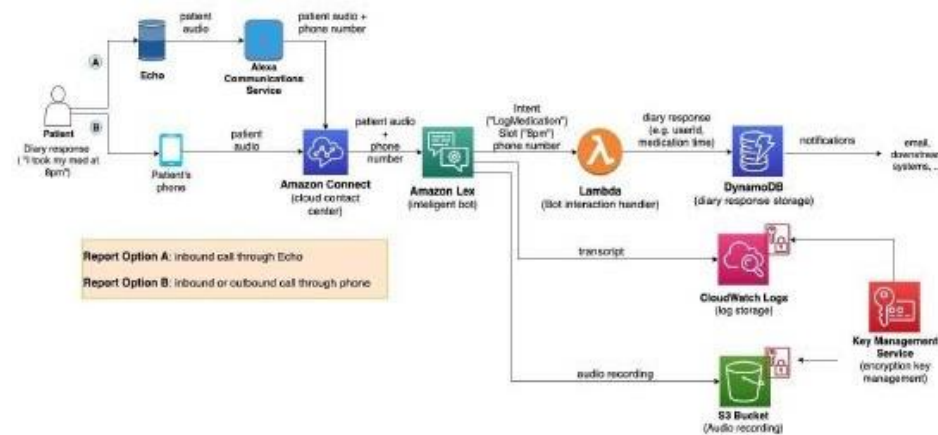 patient
audio
patient audio +
phone number
A
Echo
Alexa
Communications
Service
Patient
Diary response
( "I took my med at
8pm")
B
patient
audio
Patient's
phone
Amazon Connect
(cloud contact
center)
patient audio
+
phone
number
Amazon Lex
(inteligent bot)
Intent
("LogMedication")
Slot ("8pm")
phone number
Lambda
(Bot interaction handler)
diary response
(e.g. userid,
medication time)
DynamoDB
(diary response storage)
notifications
email,
downstream
systems, ...
Report Option A: inbound call through Echo
Report Option B: inbound or outbound call through phone
transcript
CloudWatch Logs
(log storage)
Key Management
Service
(encryption key
management)
audio recording
S3 Bucket
(Audio recording)